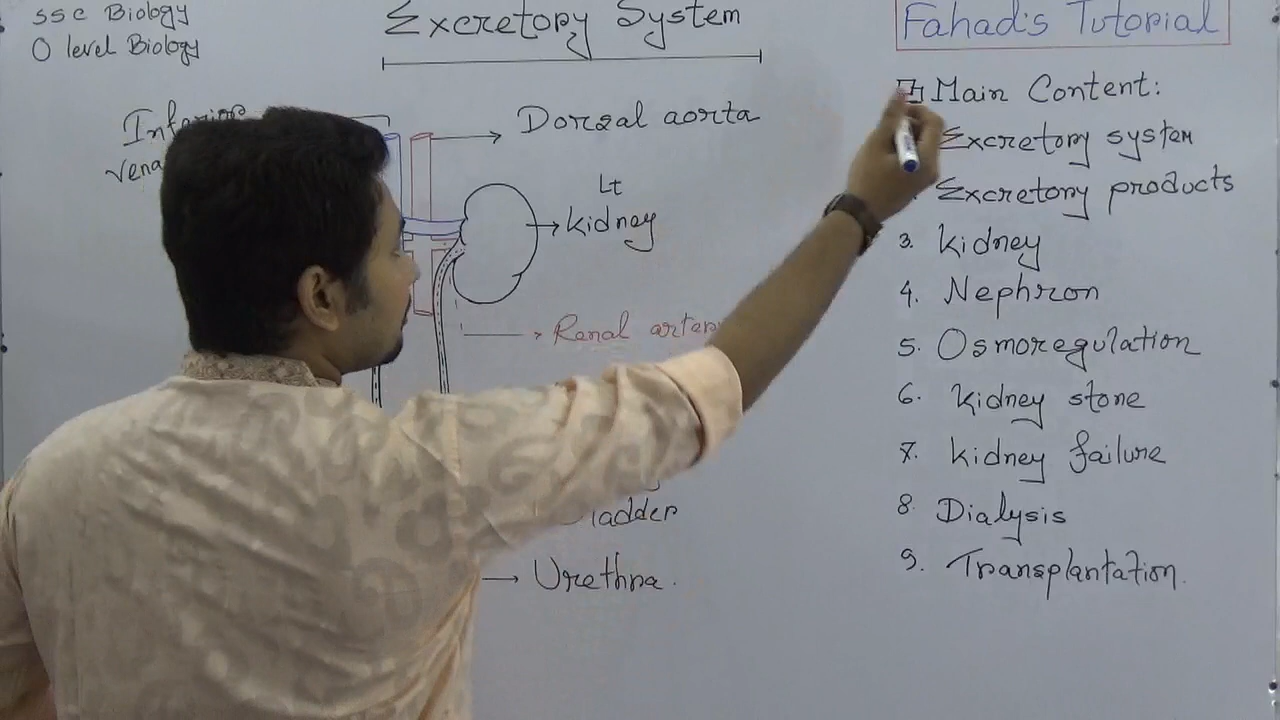 SSC Biology
O level Biology
Excretory System
Fahad's Tutorial
Inferior
vena
Dorsal aorta
Lt
Kidney
Renal artery
Bladder
Urethra.
Main Content:
Excretory system
Excretory products
3. Kidney
4. Nephron
5. Osmoregulation
6. Kidney stone
7. Kidney failure
8. Dialysis
9. Transplantation.